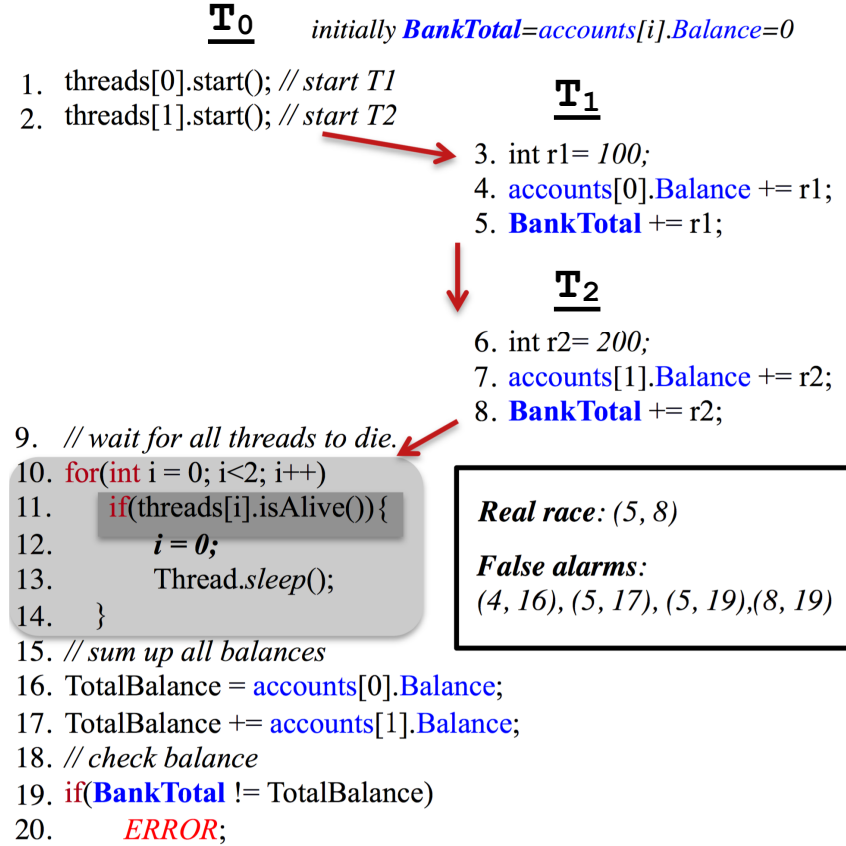 T0
initially BankTotal=accounts[i].Balance=0
1. threads[0].start(); // start T1
2. threads[1].start(); // start T2
T1
3. int r1= 100;
4. accounts[0].Balance += r1;
5. BankTotal += r1;
T2
6. int r2= 200;
7. accounts[1].Balance += r2;
8. BankTotal += r2;
9. // wait for all threads to die.
10. for(int i = 0; i<2; i++)
11. if(threads[i].isAlive()){
12. i = 0;
13. Thread.sleep();
14. }
15. // sum up all balances
16. TotalBalance = accounts[0].Balance;
17. TotalBalance += accounts[1].Balance;
18. // check balance
19. if(BankTotal != TotalBalance)
20. ERROR;
Real race: (5, 8)
False alarms:
(4, 16), (5, 17), (5, 19),(8, 19)